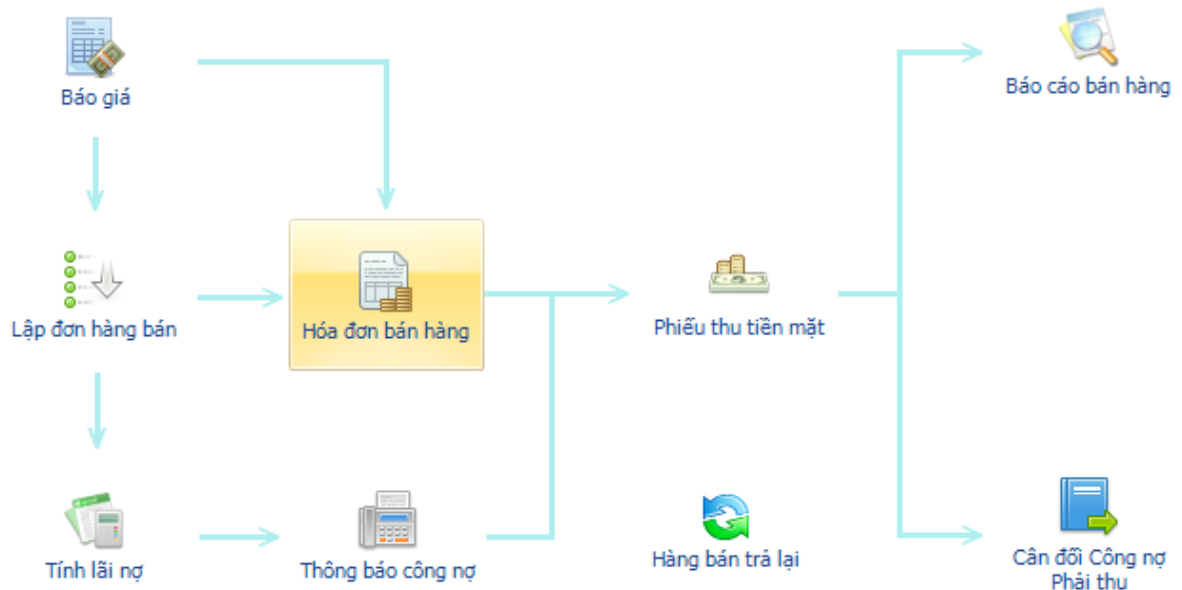 Báo giá
Báo cáo bán hàng
Lập đơn hàng bán
Hóa đơn bán hàng
Phiếu thu tiền mặt
Tính lãi nợ
Thông báo công nợ
Hàng bán trả lại
Cân đối Công nợ
Phải thu